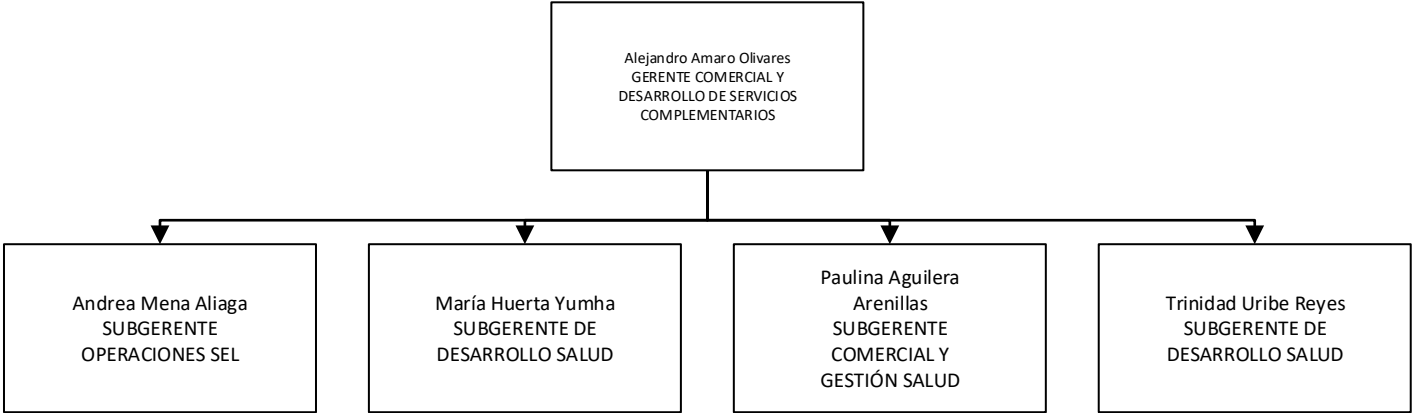 Alejandro Amaro Olivares
GERENTE COMERCIAL Y
DESARROLLO DE SERVICIOS
COMPLEMENTARIOS
Andrea Mena Aliaga
SUBGERENTE
OPERACIONES SEL
María Huerta Yumha
SUBGERENTE DE
DESARROLLO SALUD
Paulina Aguilera
Arenillas
SUBGERENTE
COMERCIAL Y
GESTIÓN SALUD
Trinidad Uribe Reyes
SUBGERENTE DE
DESARROLLO SALUD